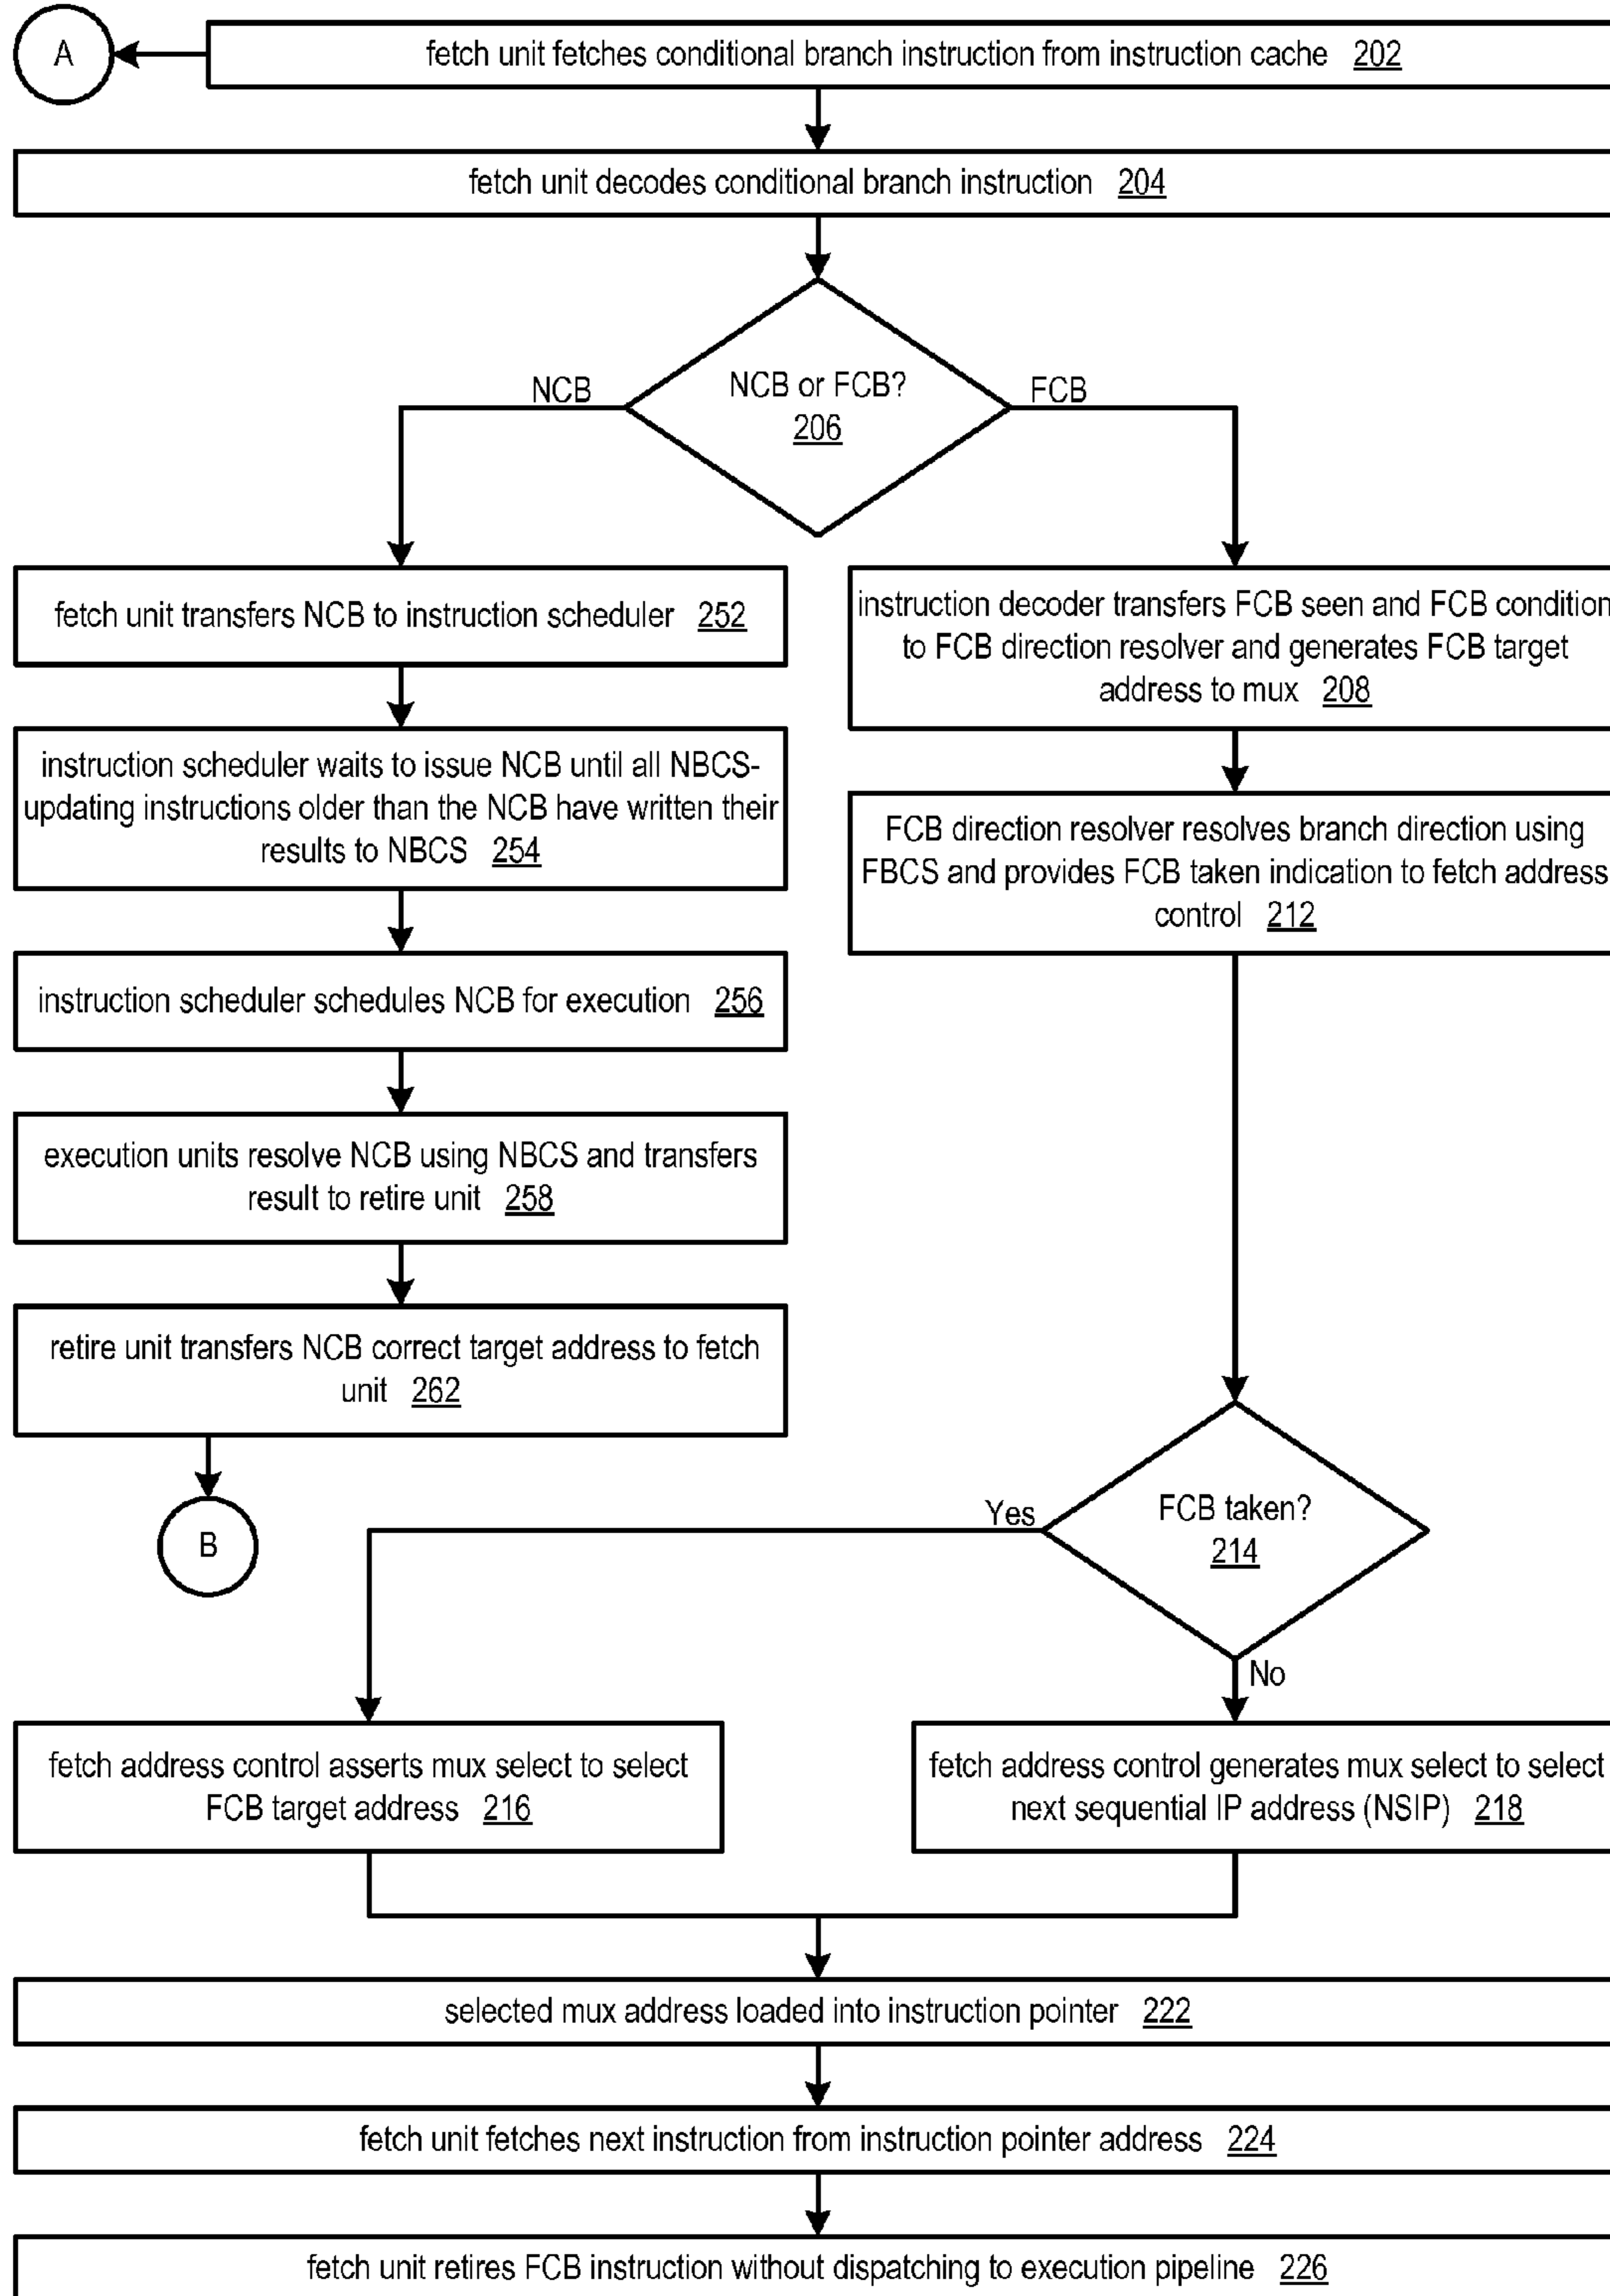 A
fetch unit fetches conditional branch instruction from instruction cache 202
fetch unit decodes conditional branch instruction 204
NCB or FCB?
206
NCB
FCB
fetch unit transfers NCB to instruction scheduler 252
instruction scheduler waits to issue NCB until all NBCS-
updating instructions older than the NCB have written their
results to NBCS 254
instruction scheduler schedules NCB for execution 256
execution units resolve NCB using NBCS and transfers
result to retire unit 258
retire unit transfers NCB correct target address to fetch
unit 262
B
instruction decoder transfers FCB seen and FCB condition
to FCB direction resolver and generates FCB target
address to mux 208
FCB direction resolver resolves branch direction using
FBCS and provides FCB taken indication to fetch address
control 212
FCB taken?
214
Yes
No
fetch address control asserts mux select to select
FCB target address 216
fetch address control generates mux select to select
next sequential IP address (NSIP) 218
selected mux address loaded into instruction pointer 222
fetch unit fetches next instruction from instruction pointer address 224
fetch unit retires FCB instruction without dispatching to execution pipeline 226